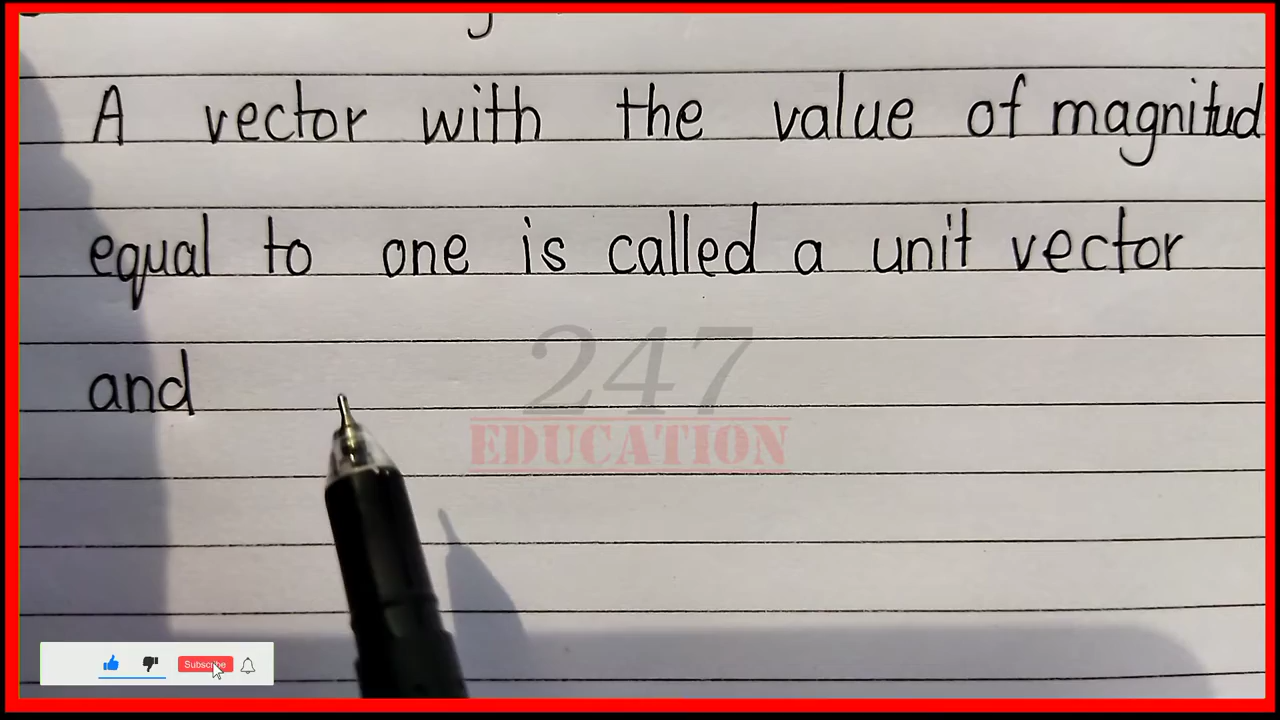 A vector with the value of magnitud
equal to one is called a unit vector
and
247
EDUCATION
Subscribe